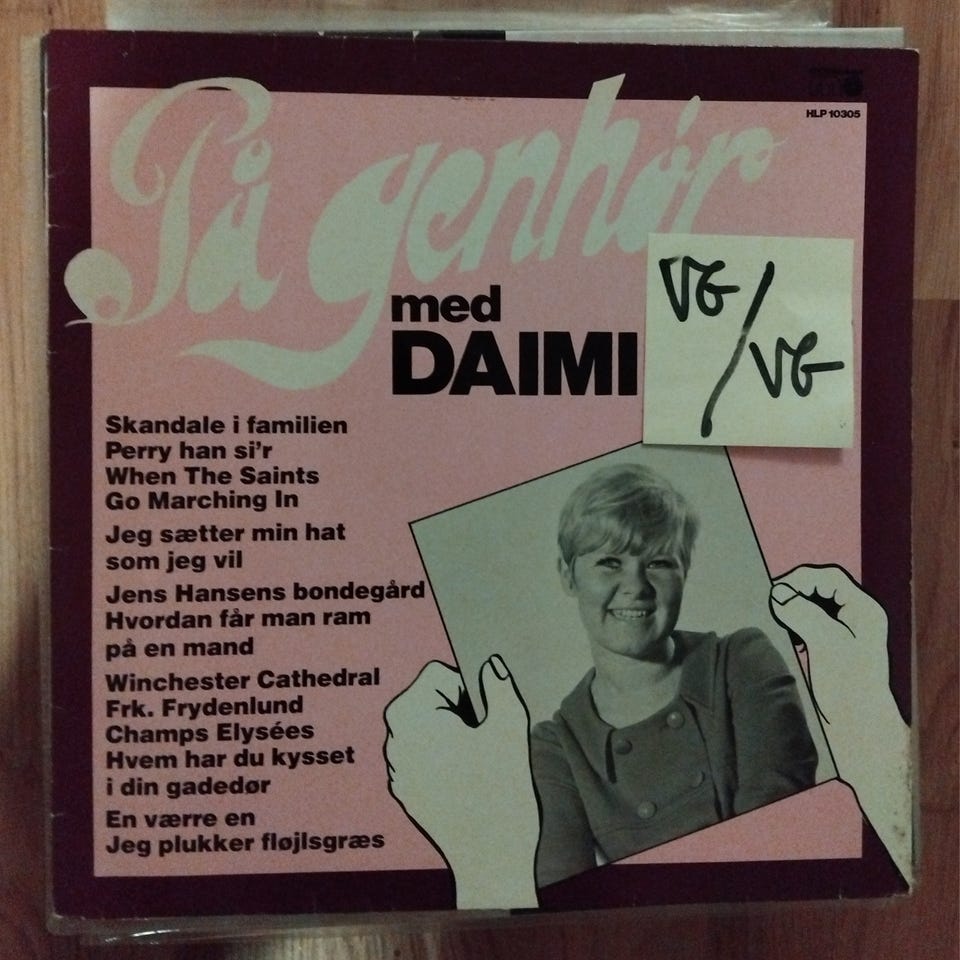 På genhør
HLP 10305
med
DAIMI
VG/VG
Skandale i familien
Perry han si'r
When The Saints
Go Marching In
Jeg sætter min hat
som jeg vil
Jens Hansens bondegård
Hvordan får man ram
på en mand
Winchester Cathedral
Frk. Frydenlund
Champs Elysées
Hvem har du kysset
i din gadedør
En værre en
Jeg plukker fløjlsgræs